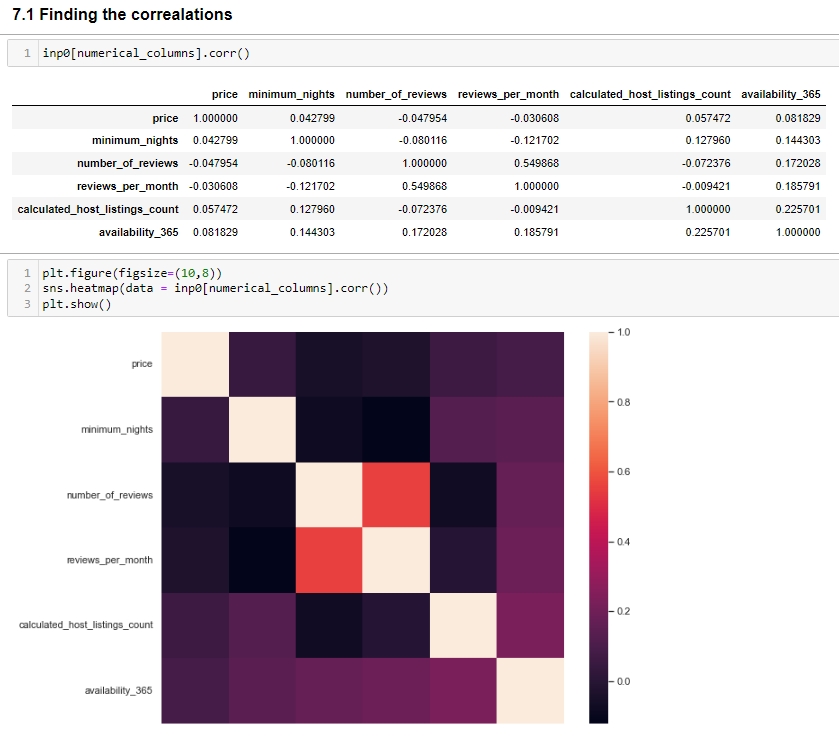 7.1 Finding the correalations
1 inp0[numerical_columns].corr()
price minimum_nights number_of_reviews reviews_per_month calculated_host_listings_count availability_365
price 1.000000 0.042799 -0.047954 -0.030608 0.057472 0.081829
minimum_nights 0.042799 1.000000 -0.080116 -0.121702 0.127960 0.144303
number_of_reviews -0.047954 -0.080116 1.000000 0.549868 -0.072376 0.172028
reviews_per_month -0.030608 -0.121702 0.549868 1.000000 -0.009421 0.185791
calculated_host_listings_count 0.057472 0.127960 -0.072376 -0.009421 1.000000 0.225701
availability_365 0.081829 0.144303 0.172028 0.185791 0.225701 1.000000
1 plt.figure(figsize=(10,8))
2 sns.heatmap(data = inp0[numerical_columns].corr())
3 plt.show()
price
minimum_nights
number_of_reviews
reviews_per_month
calculated_host_listings_count
availability_365
1.0
0.8
0.6
0.4
0.2
0.0